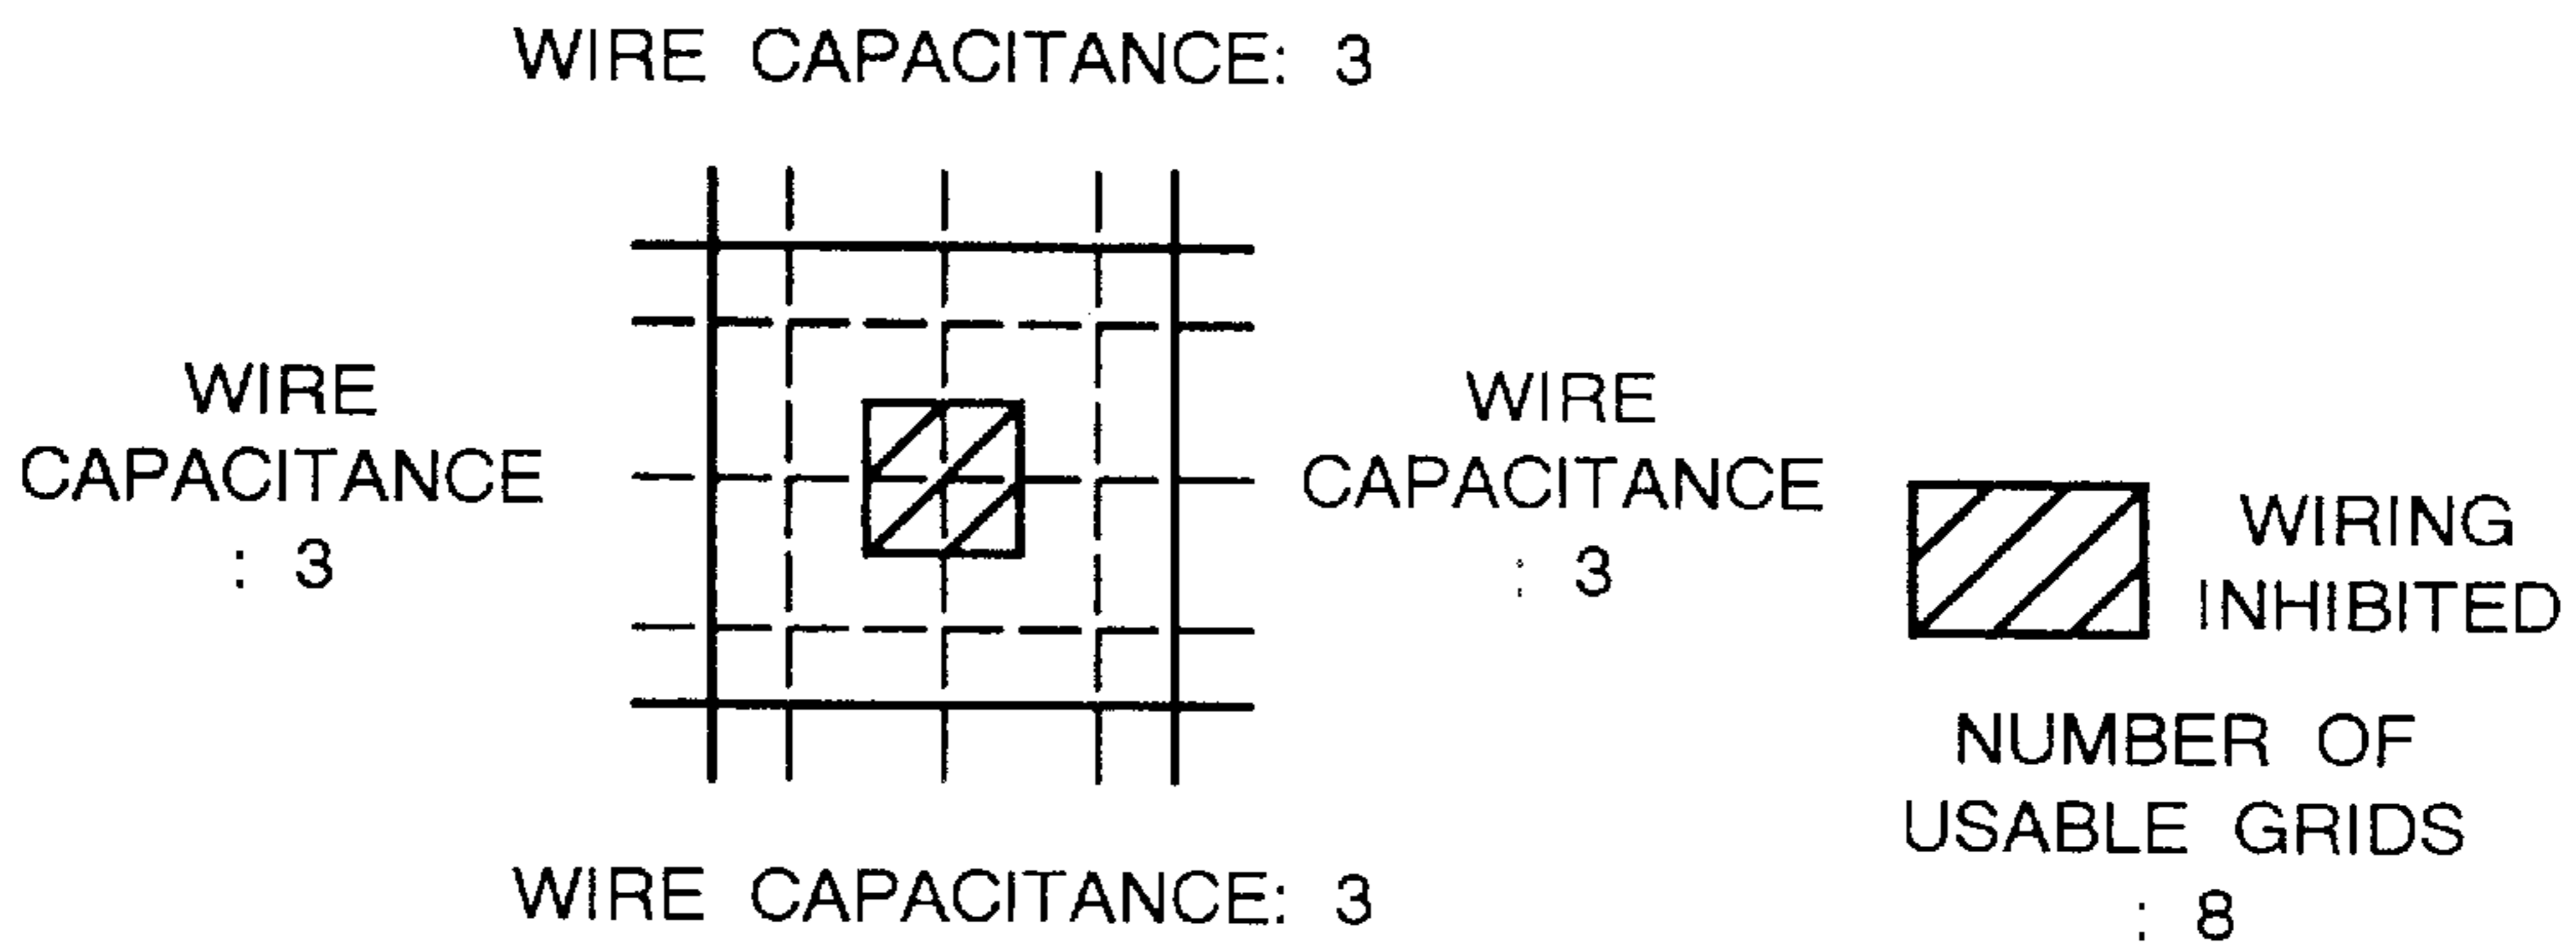 WIRE CAPACITANCE: 3
WIRE
CAPACITANCE
: 3
WIRE
CAPACITANCE
: 3
WIRING
INHIBITED
NUMBER OF
USABLE GRIDS
: 8
WIRE CAPACITANCE: 3